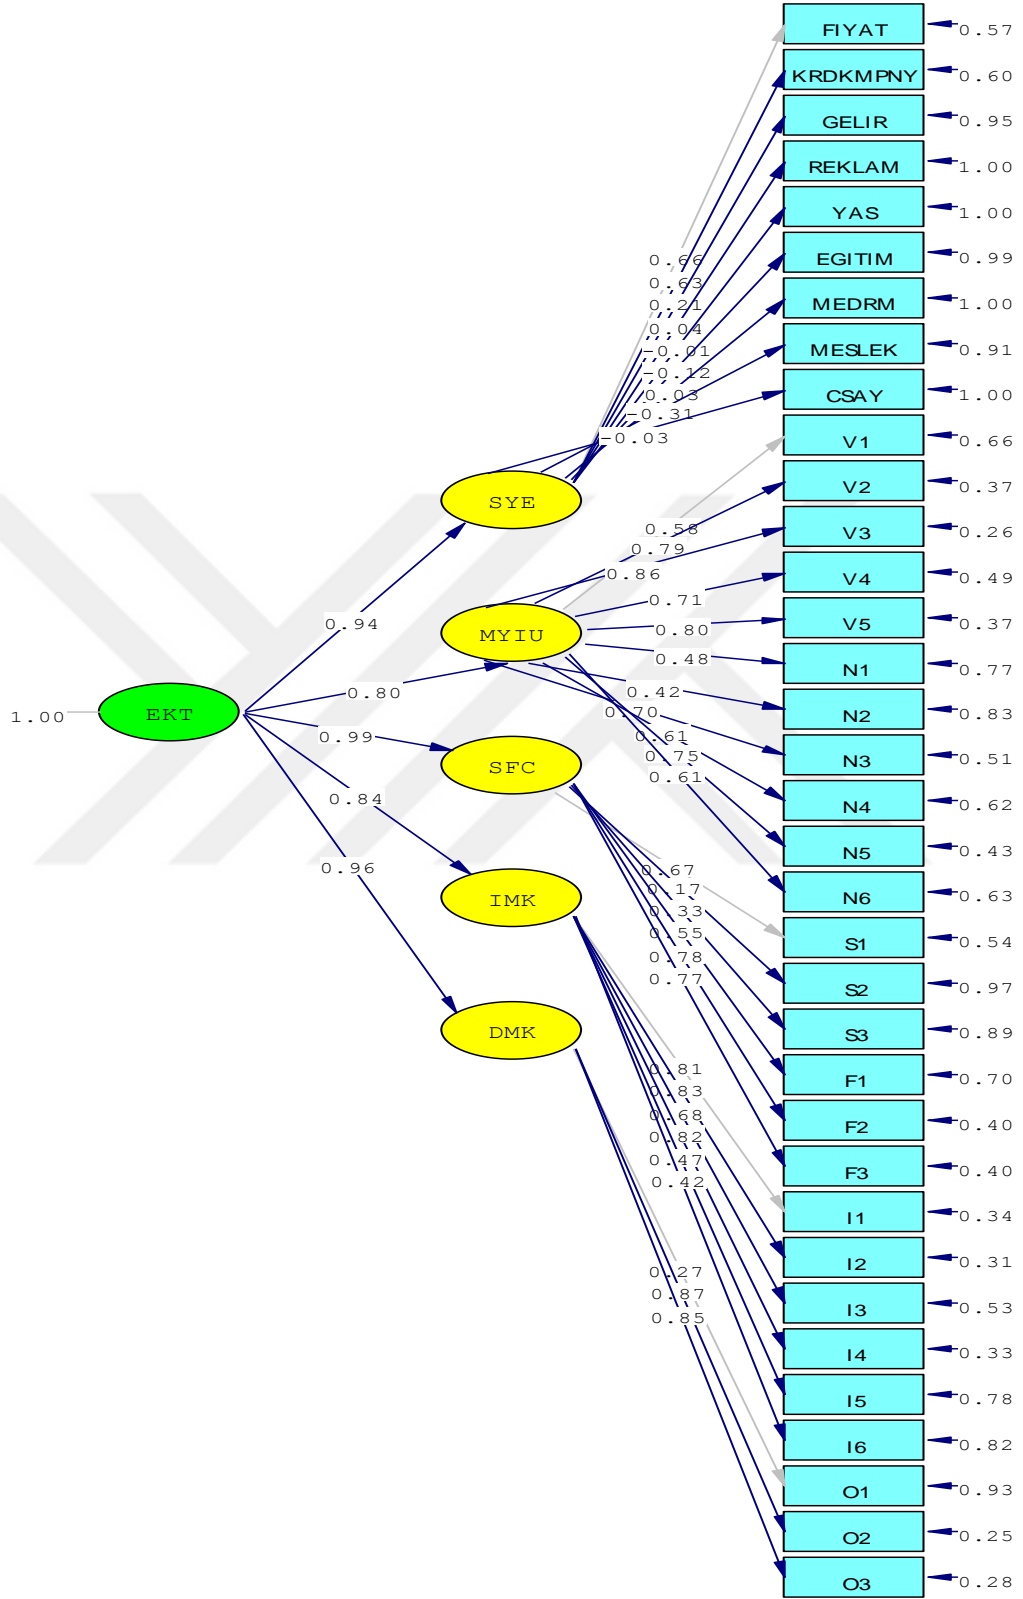 FIYAT 0.57
KRDKMPNY 0.60
GELIR 0.95
REKLAM 1.00
YAS 1.00
EGITIM 0.99
MEDRM 1.00
MESLEK 0.91
CSAY 1.00
V1 0.66
V2 0.37
V3 0.26
V4 0.49
V5 0.37
N1 0.77
N2 0.83
N3 0.51
N4 0.62
N5 0.43
N6 0.63
S1 0.54
S2 0.97
S3 0.89
F1 0.70
F2 0.40
F3 0.40
I1 0.34
I2 0.31
I3 0.53
I4 0.33
I5 0.78
I6 0.82
O1 0.93
O2 0.25
O3 0.28
0.66
0.63
0.21
0.04
-0.01
-0.12
0.03
-0.31
-0.03
SYE
0.58
0.79
0.86
0.71
0.80
0.48
0.42
0.70
0.61
0.75
0.61
MYIU
0.94
0.80
0.99
0.84
0.96
1.00 EKT
SFC
0.67
0.17
0.33
0.55
0.78
0.77
IMK
0.81
0.83
0.68
0.82
0.47
0.42
DMK
0.27
0.87
0.85